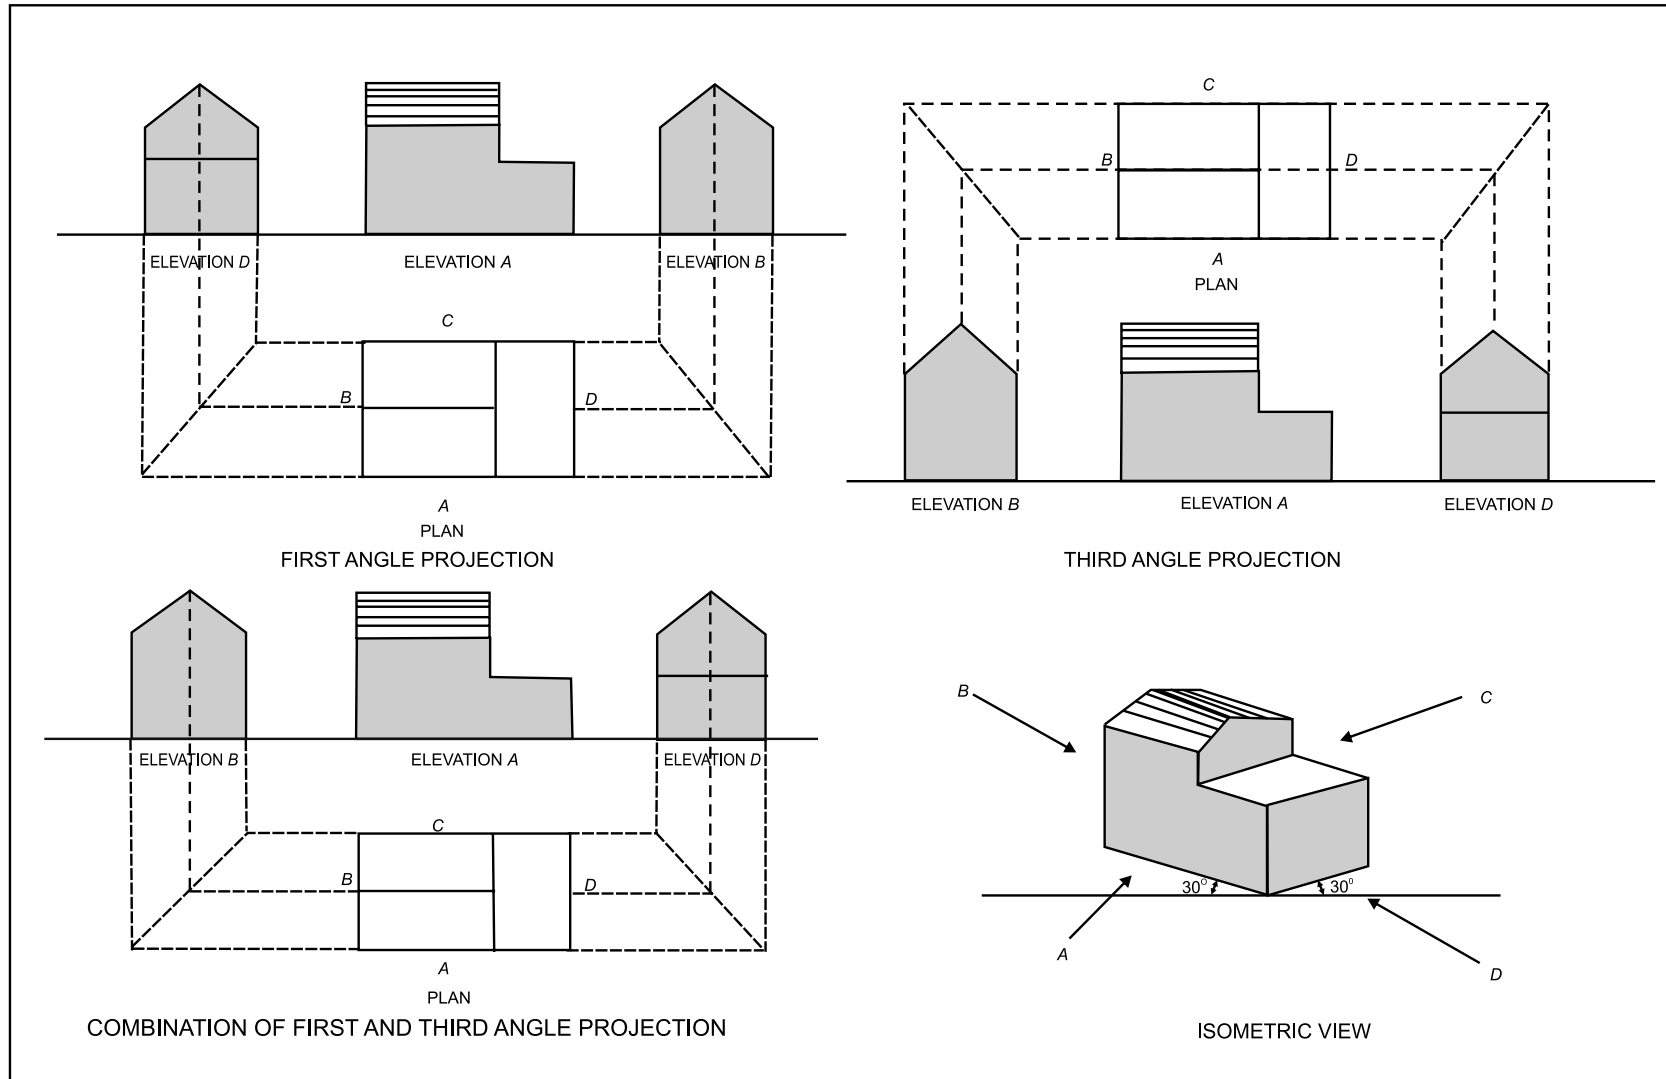 ELEVATION D
ELEVATION A
ELEVATION B
C
B
D
A
PLAN
FIRST ANGLE PROJECTION
C
B
D
A
PLAN
ELEVATION B
ELEVATION A
ELEVATION D
THIRD ANGLE PROJECTION
ELEVATION B
ELEVATION A
ELEVATION D
C
B
D
A
PLAN
COMBINATION OF FIRST AND THIRD ANGLE PROJECTION
B
C
30° 30°
A
D
ISOMETRIC VIEW